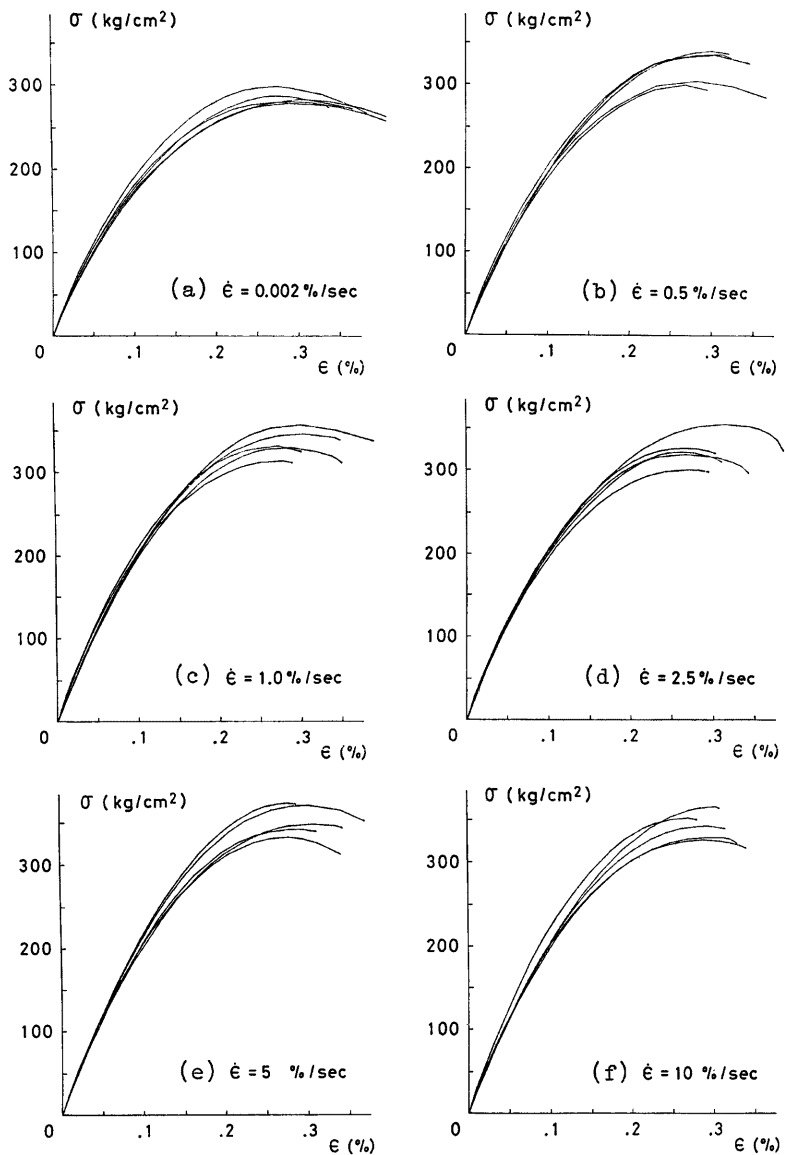 σ (kg/cm²)
300
200
100
0
.1
.2
.3
ϵ (%)
(a) ϵ̇ = 0.002 %/sec
σ (kg/cm²)
300
200
100
0
.1
.2
.3
ϵ (%)
(b) ϵ̇ = 0.5 %/sec
σ (kg/cm²)
300
200
100
0
.1
.2
.3
ϵ (%)
(c) ϵ̇ = 1.0 %/sec
σ (kg/cm²)
300
200
100
0
.1
.2
.3
ϵ (%)
(d) ϵ̇ = 2.5 %/sec
σ (kg/cm²)
300
200
100
0
.1
.2
.3
ϵ (%)
(e) ϵ̇ = 5 %/sec
σ (kg/cm²)
300
200
100
0
.1
.2
.3
ϵ (%)
(f) ϵ̇ = 10 %/sec